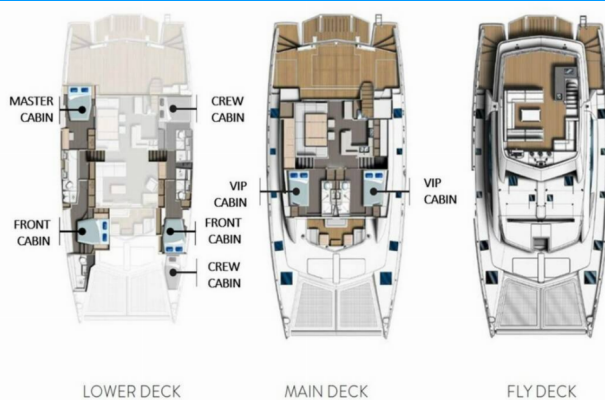 MASTER
CABIN
CREW
CABIN
FRONT
CABIN
FRONT
CABIN
CREW
CABIN
VIP
CABIN
VIP
CABIN
LOWER DECK
MAIN DECK
FLY DECK